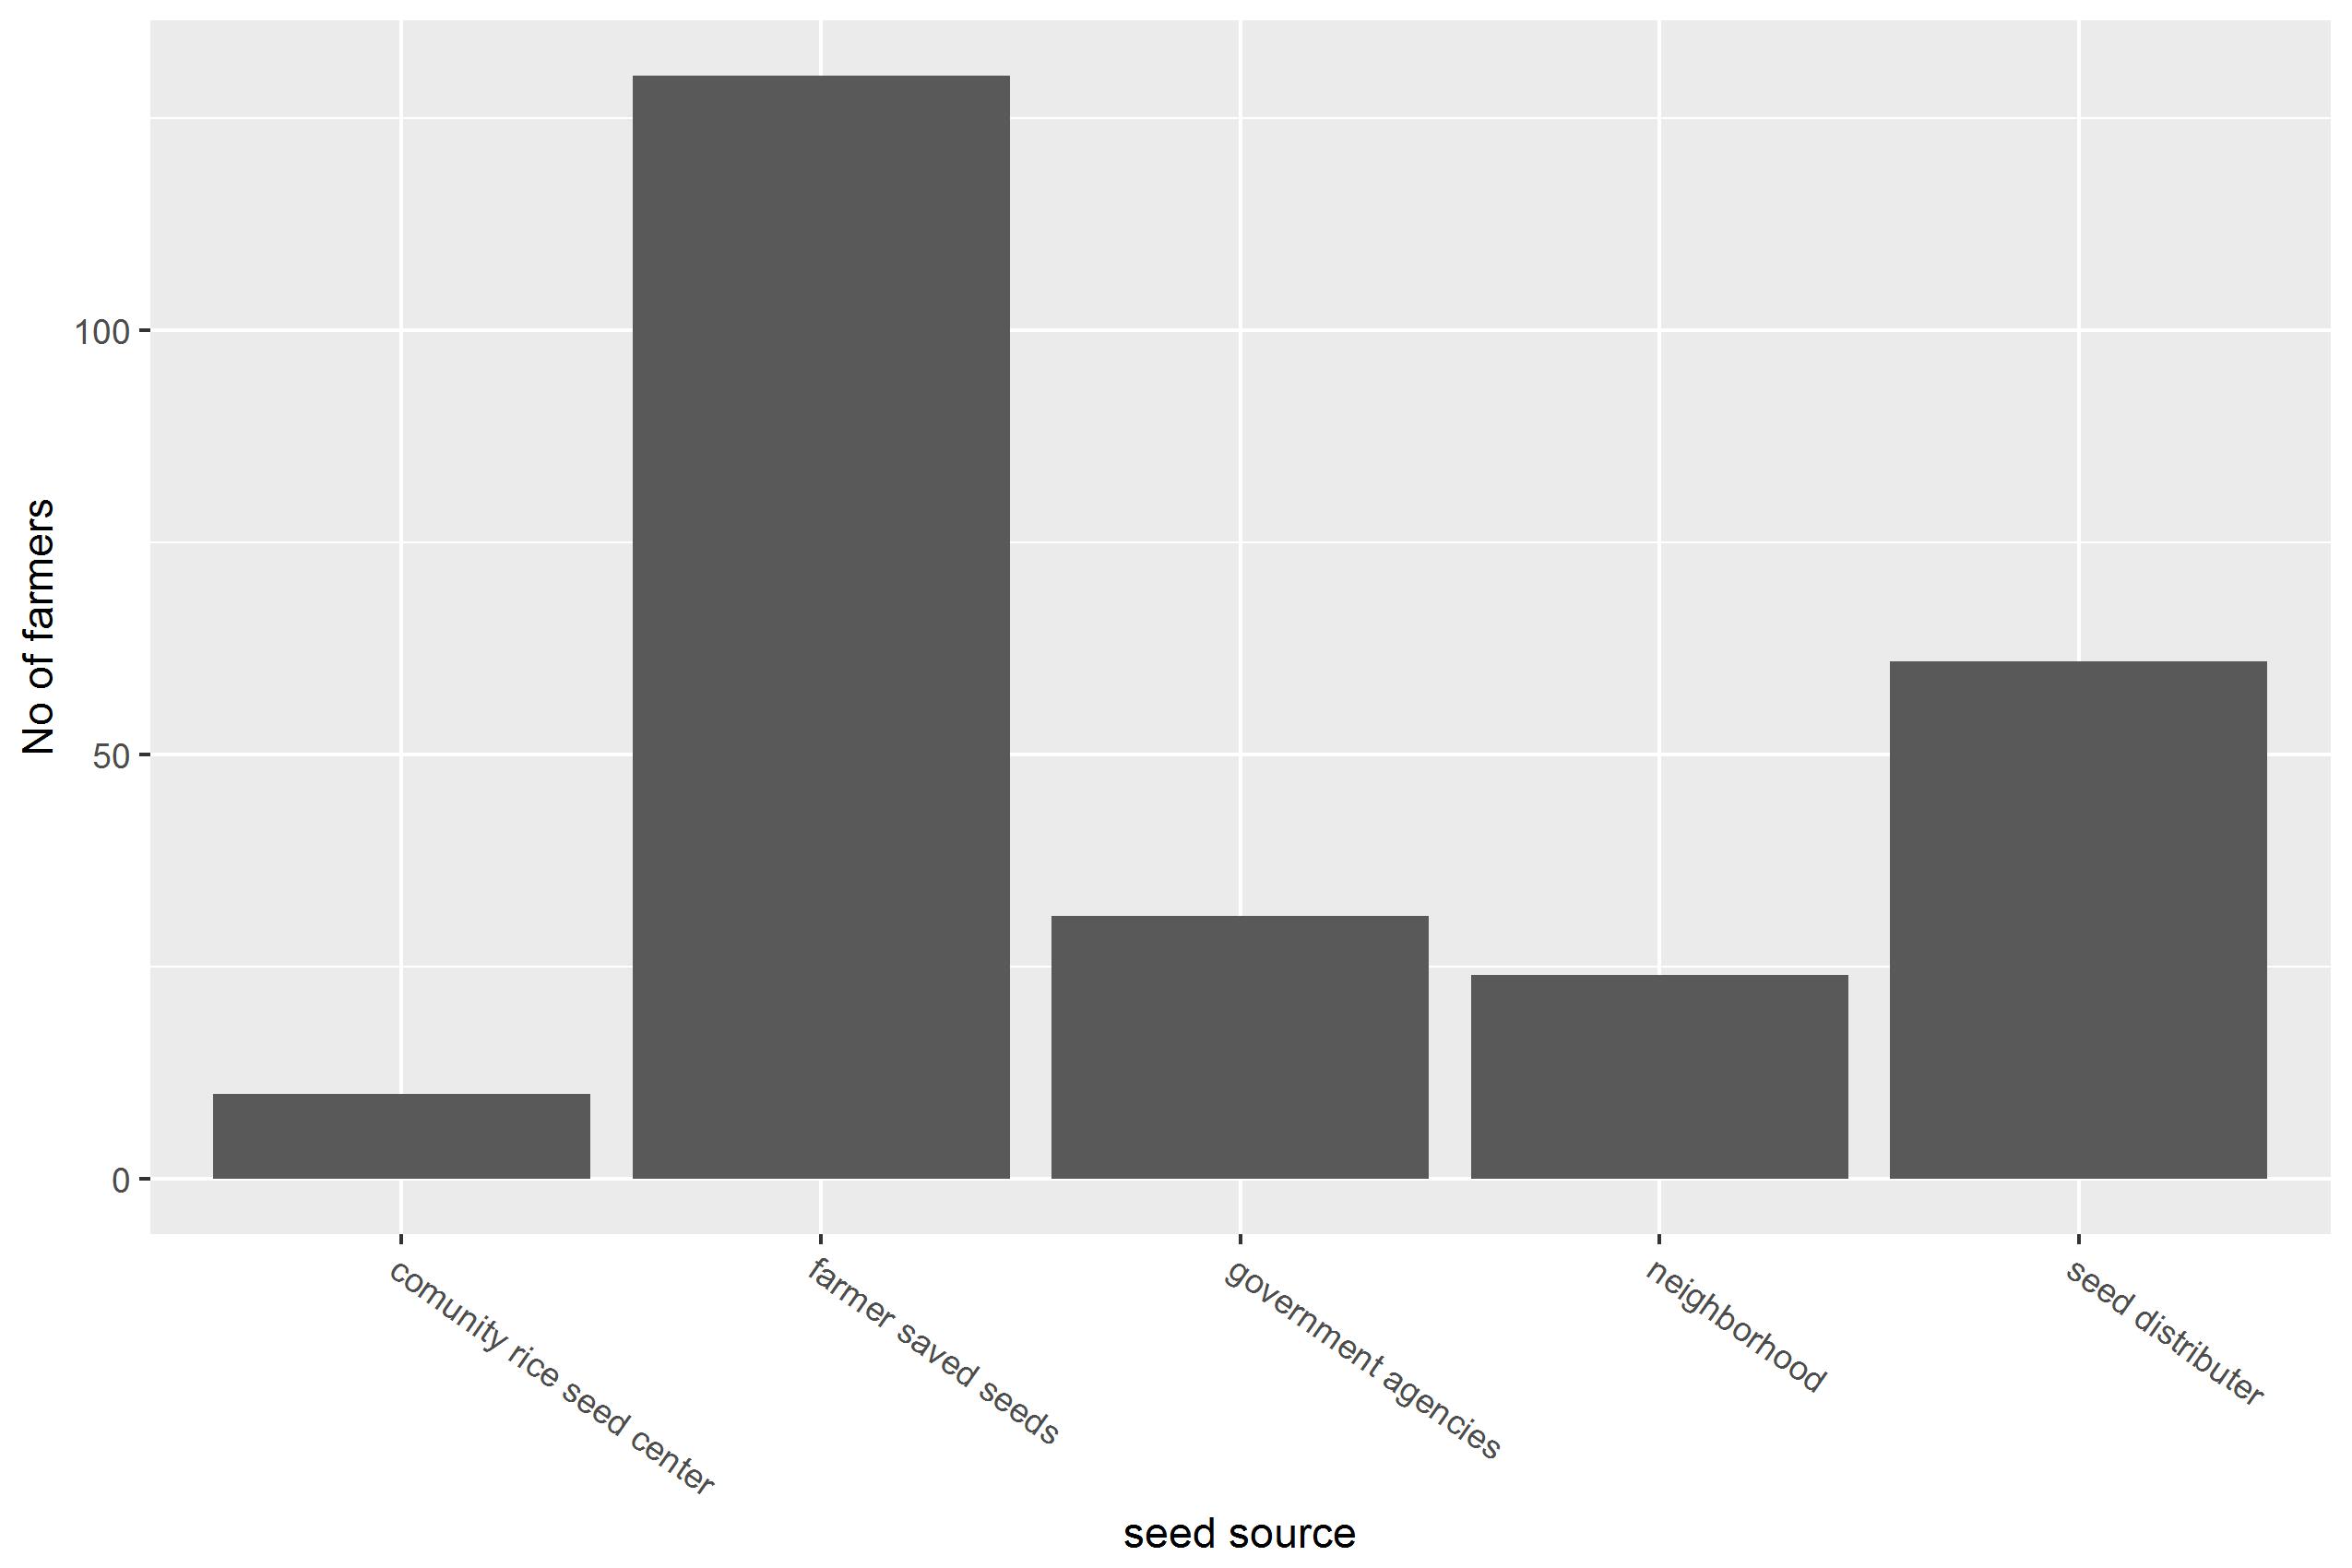 No of farmers
100
50
0
comunity rice seed center
farmer saved seeds
government agencies
neighborhood
seed distributer
seed source